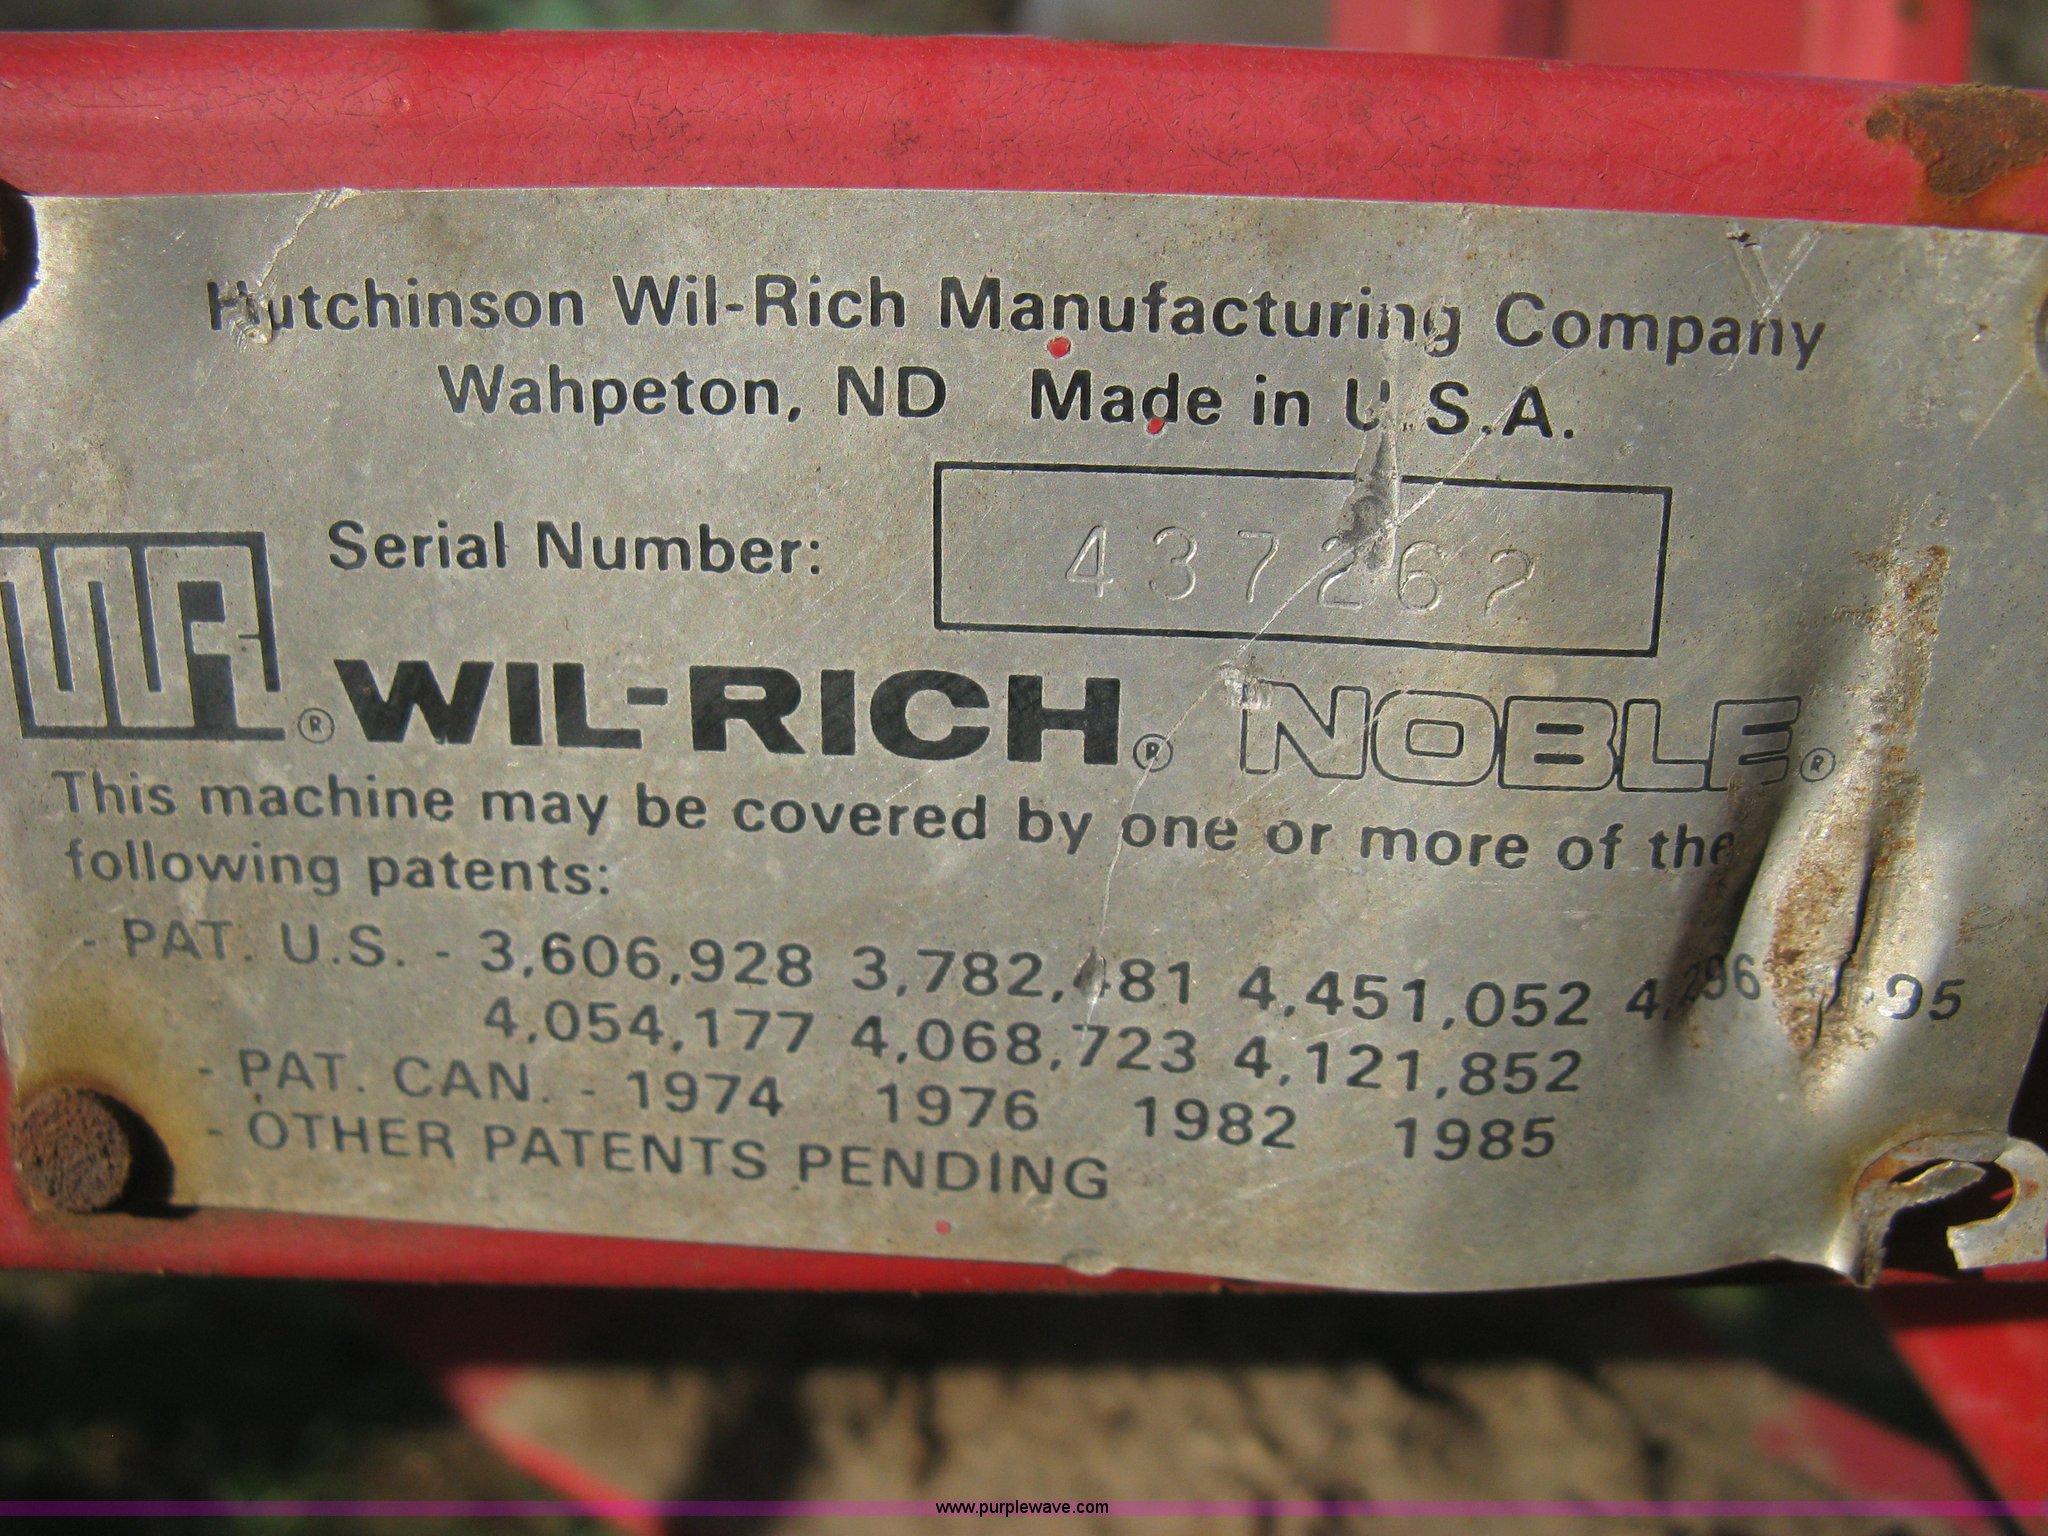 Hutchinson Wil-Rich Manufacturing Company
Wahpeton, ND Made in U.S.A.
Serial Number: 437262
WR ® WIL-RICH ® NOBLE ®
This machine may be covered by one or more of the
following patents:
- PAT. U.S. - 3,606,928 3,782,481 4,451,052
4,054,177 4,068,723 4,121,852
- PAT. CAN. - 1974 1976 1982 1985
- OTHER PATENTS PENDING
www.purplewave.com